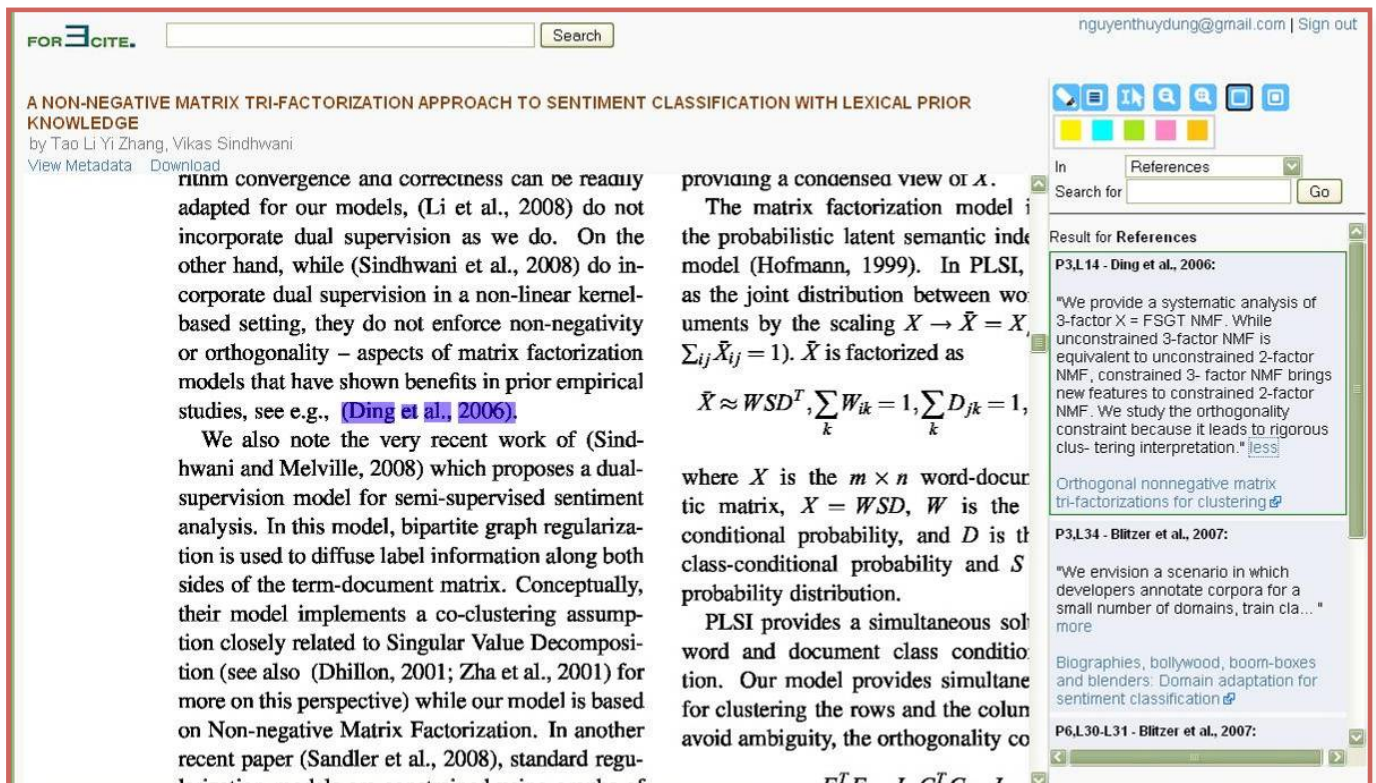 FOR3CITE.
Search
nguyenthuydung@gmail.com | Sign out
A NON-NEGATIVE MATRIX TRI-FACTORIZATION APPROACH TO SENTIMENT CLASSIFICATION WITH LEXICAL PRIOR
KNOWLEDGE
by Tao Li Yi Zhang, Vikas Sindhwani
View Metadata Download
rithm convergence and correctness can be readily
adapted for our models, (Li et al., 2008) do not
incorporate dual supervision as we do. On the
other hand, while (Sindhwani et al., 2008) do in-
corporate dual supervision in a non-linear kernel-
based setting, they do not enforce non-negativity
or orthogonality – aspects of matrix factorization
models that have shown benefits in prior empirical
studies, see e.g., (Ding et al., 2006).
We also note the very recent work of (Sind-
hwani and Melville, 2008) which proposes a dual-
supervision model for semi-supervised sentiment
analysis. In this model, bipartite graph regulariza-
tion is used to diffuse label information along both
sides of the term-document matrix. Conceptually,
their model implements a co-clustering assump-
tion closely related to Singular Value Decomposi-
tion (see also (Dhillon, 2001; Zha et al., 2001) for
more on this perspective) while our model is based
on Non-negative Matrix Factorization. In another
recent paper (Sandler et al., 2008), standard regu-
providing a condensed view of X.
The matrix factorization model i
the probabilistic latent semantic inde
model (Hofmann, 1999). In PLSI,
as the joint distribution between wo
uments by the scaling X → X̄ = X
∑ij X̄ij = 1). X̄ is factorized as
X̄ ≈ WSD^T, ∑k Wik = 1, ∑k Djk = 1,
where X is the m × n word-docur
tic matrix, X = WSD, W is the
conditional probability, and D is th
class-conditional probability and S
probability distribution.
PLSI provides a simultaneous sol
word and document class conditio
tion. Our model provides simultane
for clustering the rows and the colum
avoid ambiguity, the orthogonality co
In References
Search for Go
Result for References
P3,L14 - Ding et al., 2006:
"We provide a systematic analysis of
3-factor X = FSGT NMF. While
unconstrained 3-factor NMF is
equivalent to unconstrained 2-factor
NMF, constrained 3- factor NMF brings
new features to constrained 2-factor
NMF. We study the orthogonality
constraint because it leads to rigorous
clus- tering interpretation." less
Orthogonal nonnegative matrix
tri-factorizations for clustering
P3,L34 - Blitzer et al., 2007:
"We envision a scenario in which
developers annotate corpora for a
small number of domains, train cla... "
more
Biographies, bollywood, boom-boxes
and blenders: Domain adaptation for
sentiment classification
P6,L30-L31 - Blitzer et al., 2007: